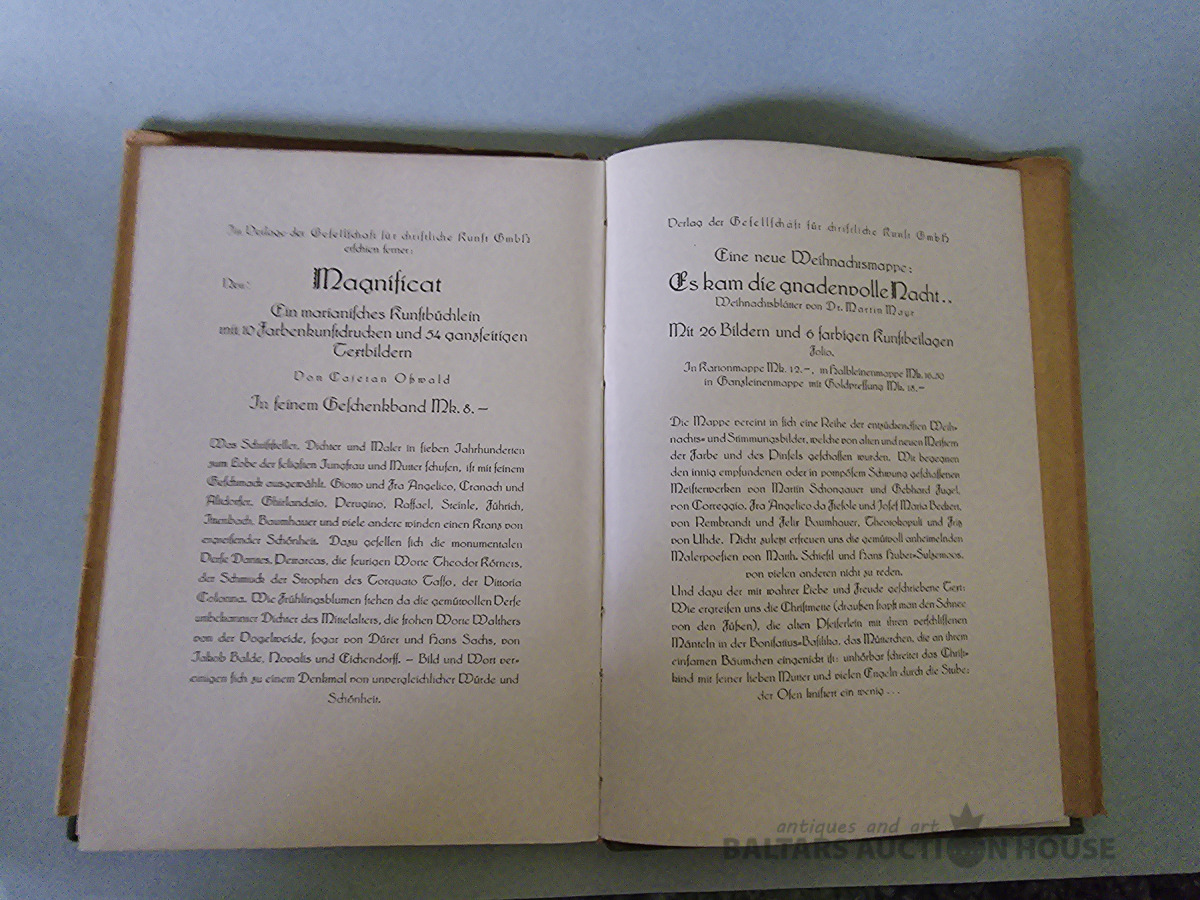 Im Verlage der Gesellschaft für christliche Kunst GmbH
erschien ferner:
Neu:
Magnificat
Ein marianisches Kunstbüchlein
mit 10 Farbenkunstdrucken und 54 ganzseitigen
Textbildern
Von Cajetan Oßwald
In feinem Geschenkband Mk. 8.–
Was Schriftsteller, Dichter und Maler in sieben Jahrhunderten
zum Lobe der seligsten Jungfrau und Mutter schufen, ist mit feinem
Geschmack ausgewählt. Giotto und Fra Angelico, Cranach und
Altdorfer, Ghirlandaio, Perugino, Raffael, Steinle, Führich,
Ittenbach, Baumhauer und viele andere winden einen Kranz von
ergreifender Schönheit. Dazu gesellen sich die monumentalen
Verse Dantes, Petrarcas, die feurigen Worte Theodor Körners,
der Schmuck der Strophen des Torquato Tasso, der Vittoria
Colonna. Wie Frühlingsblumen stehen da die gemütvollen Verse
unbekannter Dichter des Mittelalters, die frohen Worte Walthers
von der Vogelweide, sogar von Dürer und Hans Sachs, von
Jakob Balde, Novalis und Eichendorff. – Bild und Wort ver-
einigen sich zu einem Denkmal von unvergleichlicher Würde und
Schönheit.
Verlag der Gesellschaft für christliche Kunst GmbH
Eine neue Weihnachtsmappe:
Es kam die gnadenvolle Nacht..
Weihnachtsblätter von Dr. Martin Mayr
Mit 26 Bildern und 6 farbigen Kunstbeilagen
Folio.
In Kartonmappe Mk. 12.–, in Halbleinenmappe Mk. 16.50
in Ganzleinenmappe mit Goldpressung Mk. 18.–
Die Mappe vereint in sich eine Reihe der entzückendsten Weih-
nachts- und Stimmungsbilder, welche von alten und neuen Meistern
der Farbe und des Pinsels geschaffen wurden. Wir begegnen
den innig empfundenen oder in pompösem Schwung geschaffenen
Meisterwerken von Martin Schongauer und Gebhard Fugel,
von Correggio, Fra Angelico da Fiesole und Josef Maria Becken,
von Rembrandt und Felix Baumhauer, Theotokopuli und Fritz
von Uhde. Nicht zuletzt erfreuen uns die gemütvoll anheimelnden
Malerpoesien von Matth. Schiestl und Hans Huber-Sulzemoos,
von vielen anderen nicht zu reden.
Und dazu der mit wahrer Liebe und Freude geschriebene Text:
Wie ergreifen uns die Christmette (draußen stapft man den Schnee
von den Füßen), die alten Pfeiferlein mit ihren verschlissenen
Mänteln in der Bonifatius-Basilika, das Mütterchen, die an ihrem
einsamen Bäumchen eingenickt ist: unhörbar schreitet das Christ-
kind mit seiner lieben Mutter und vielen Engeln durch die Stube:
der Ofen knistert ein wenig ...
antiques and art
BALTARS AUCTION HOUSE